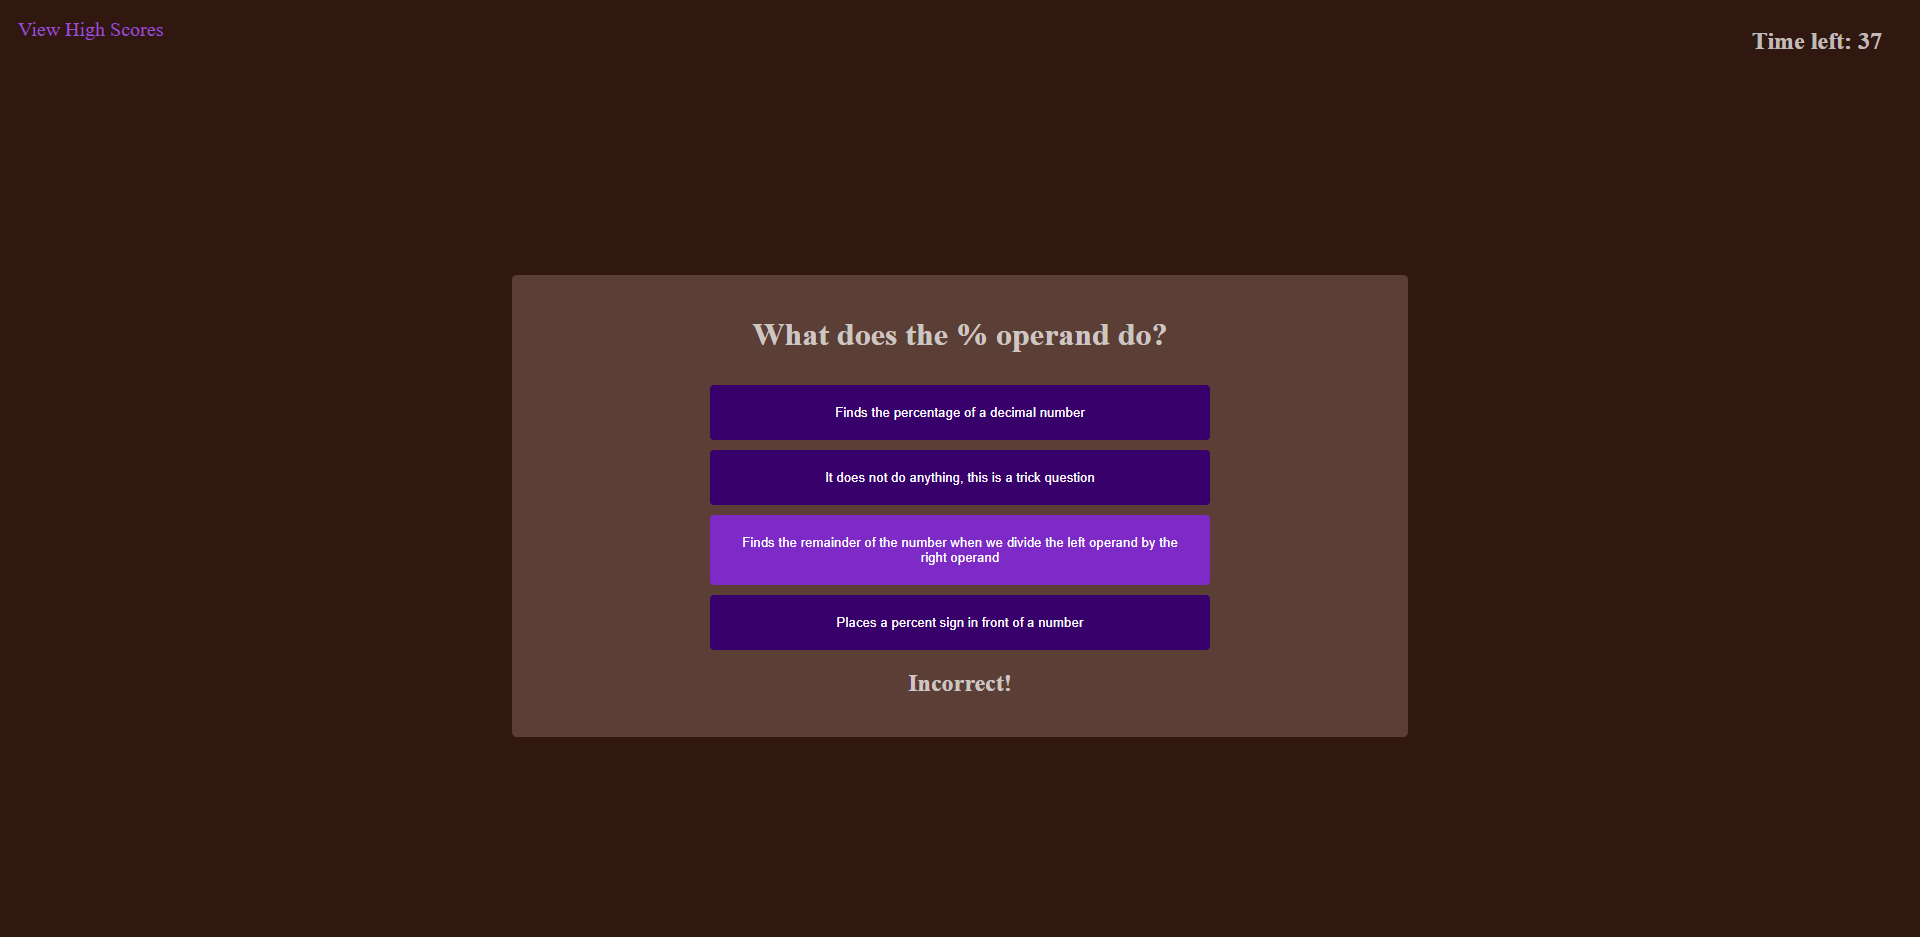 View High Scores
Time left: 37
What does the % operand do?
Finds the percentage of a decimal number
It does not do anything, this is a trick question
Finds the remainder of the number when we divide the left operand by the
right operand
Places a percent sign in front of a number
Incorrect!